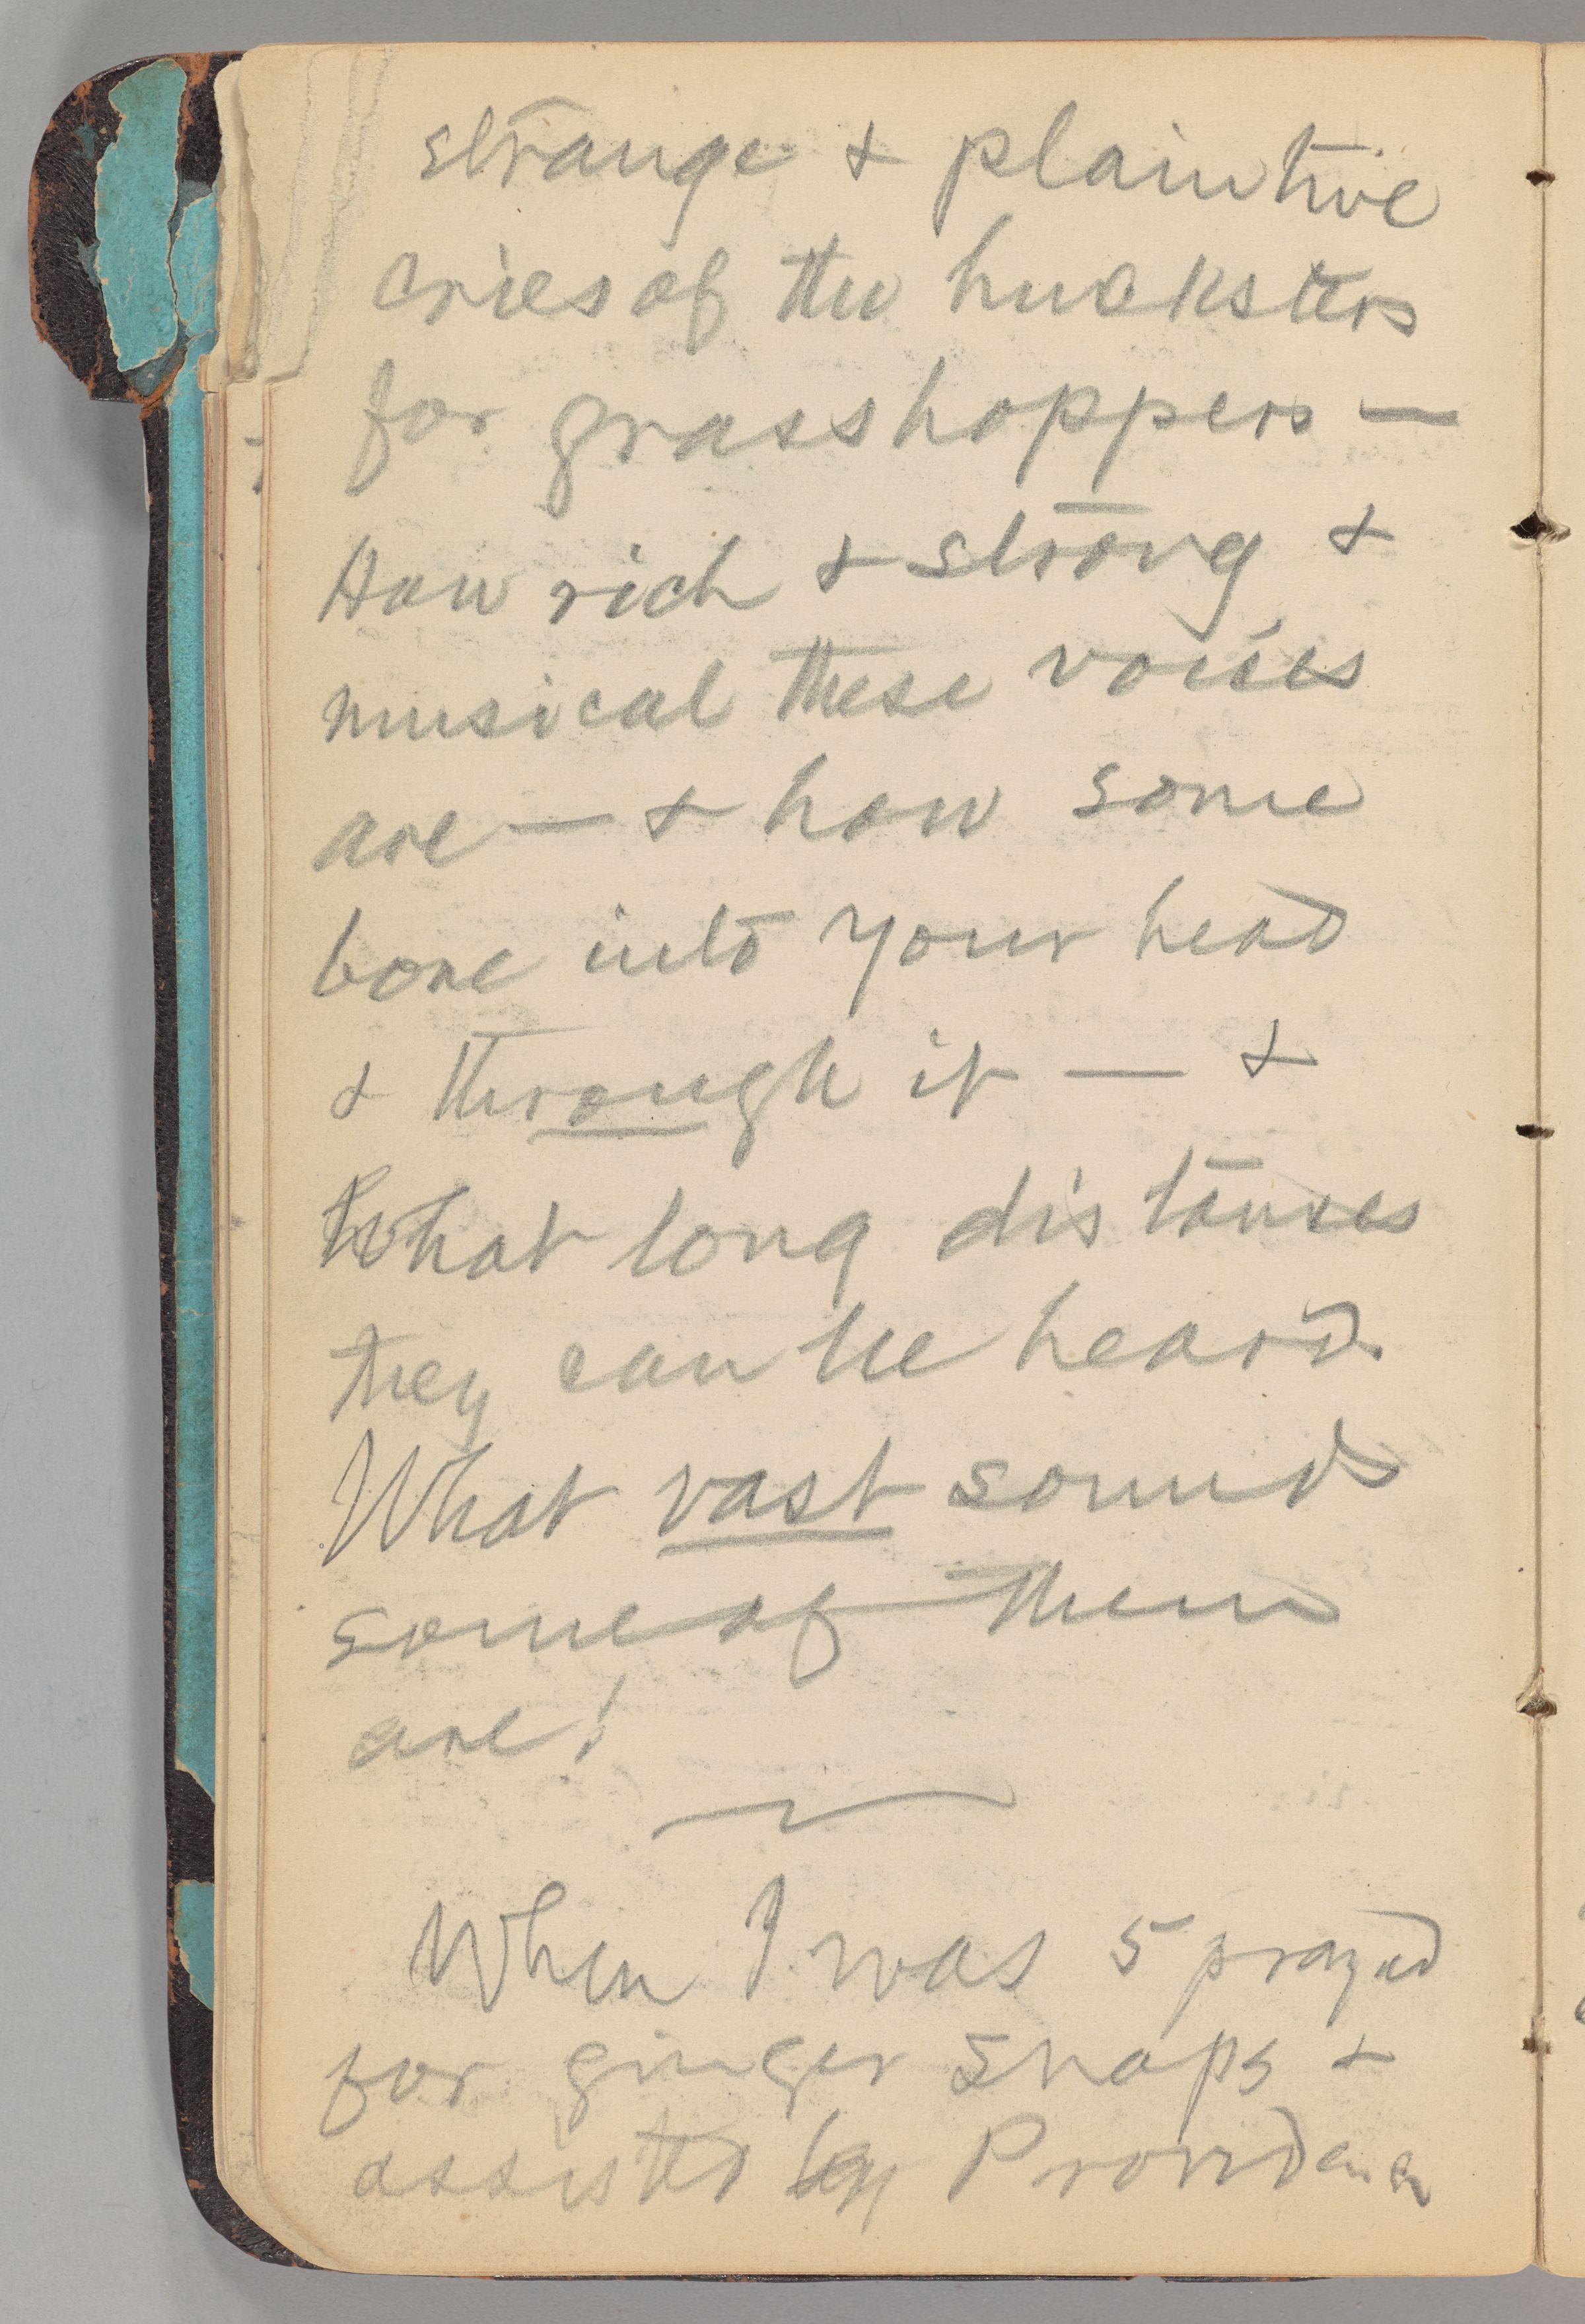 strange & plaintive
cries of the hucksters
for grasshoppers —
How rich & strong &
musical these voices
are — & how some
bore into your head
& through it — &
What long distances
they can be heard.
What vast sounds
some of them
are!
When I was 5 prayed
for ginger snaps &
assisted by Providence